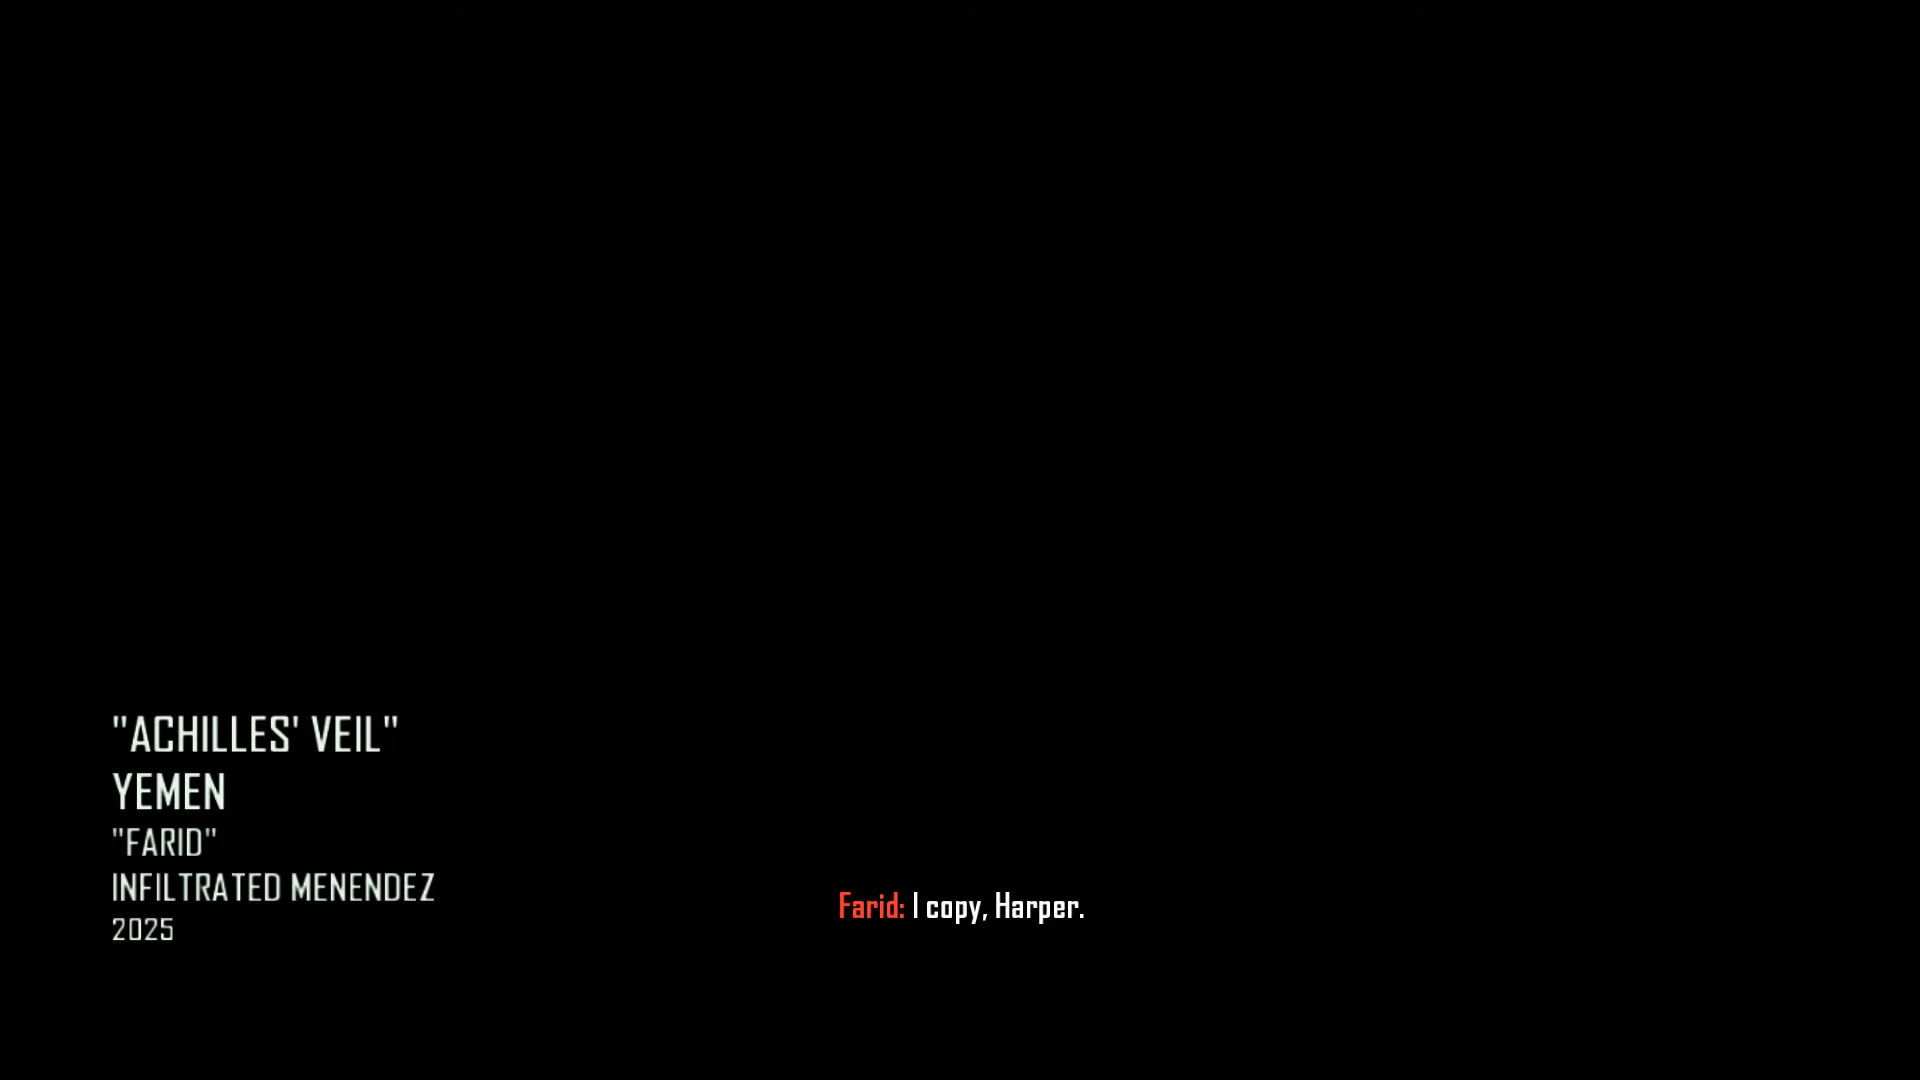 "ACHILLES' VEIL"
YEMEN
"FARID"
INFILTRATED MENENDEZ
2025
Farid: I copy, Harper.